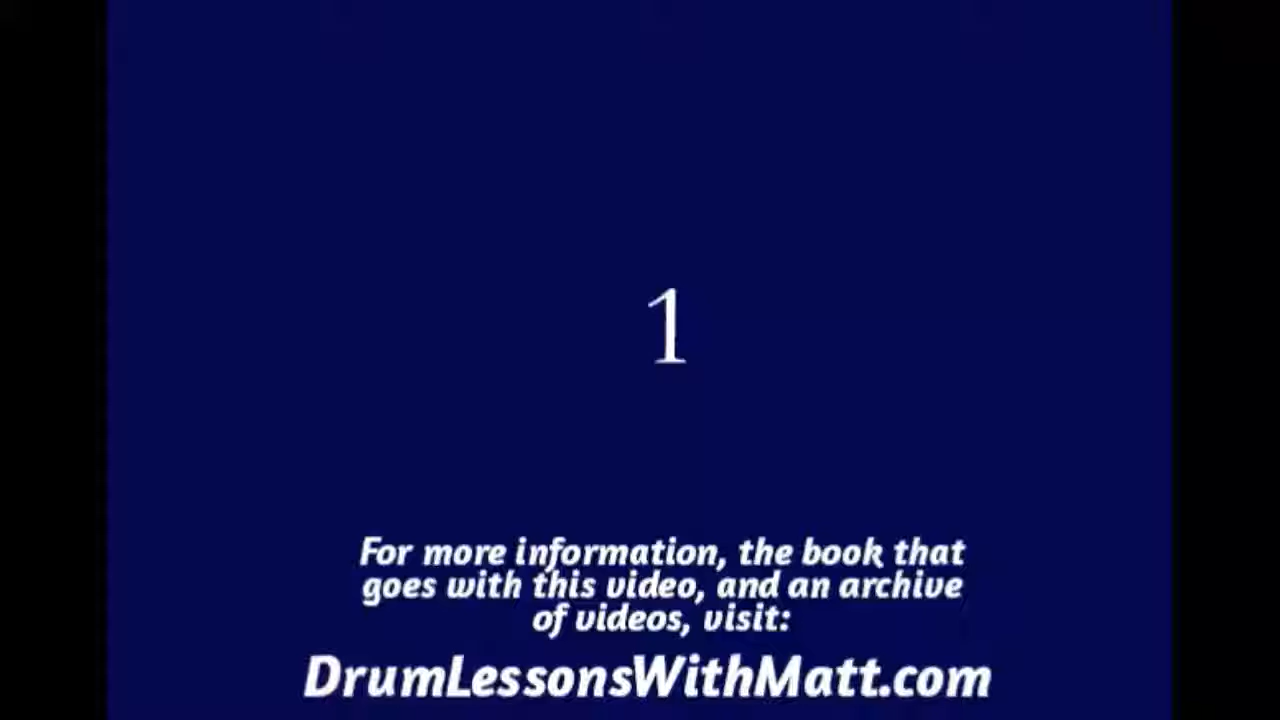 1
For more information, the book that
goes with this video, and an archive
of videos, visit:
DrumLessonsWithMatt.com